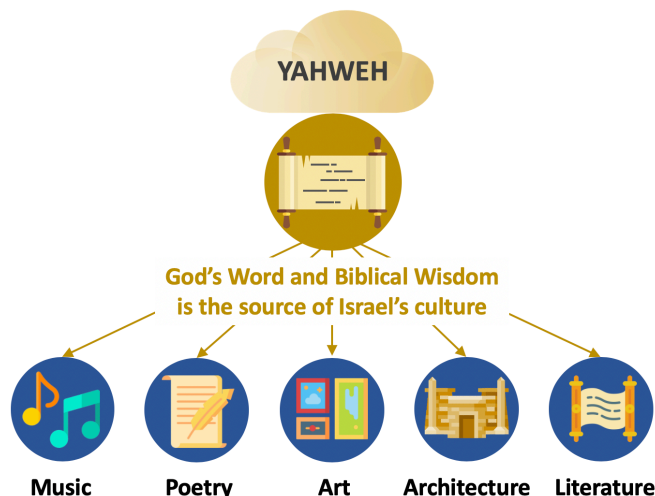 YAHWEH
God’s Word and Biblical Wisdom
is the source of Israel’s culture
Music Poetry Art Architecture Literature